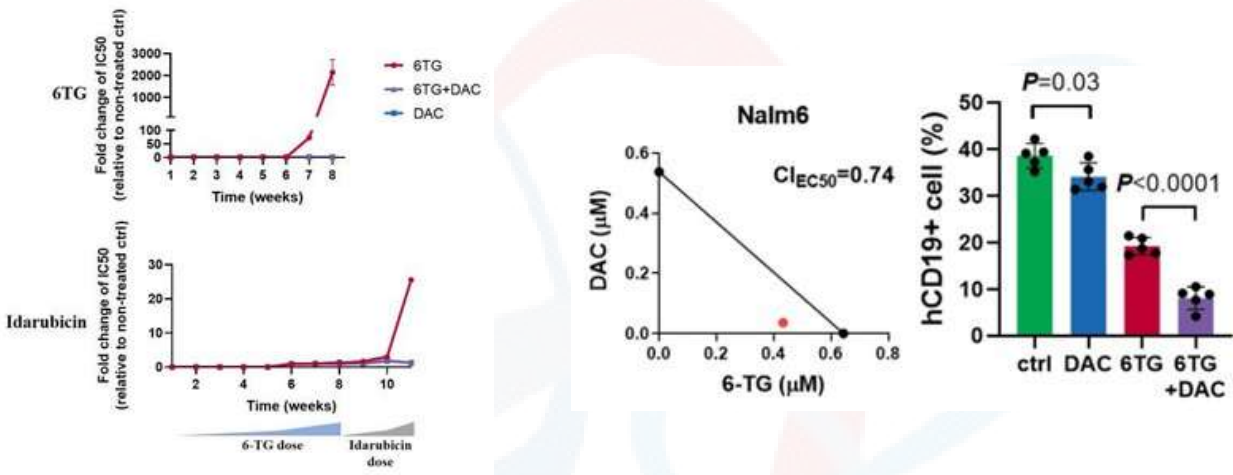 6TG
Fold change of IC50
(relative to non-treated ctrl)
3000
2000
1000
100
50
0
1 2 3 4 5 6 7 8
Time (weeks)
6TG
6TG+DAC
DAC
Idarubicin
Fold change of IC50
(relative to non-treated ctrl)
30
20
10
0
2 4 6 8 10
Time (weeks)
6-TG dose
Idarubicin
dose
Nalm6
CIEC50=0.74
DAC (μM)
0.6
0.4
0.2
0.0
0.0 0.2 0.4 0.6 0.8
6-TG (μM)
P=0.03
P<0.0001
hCD19+ cell (%)
50
40
30
20
10
0
ctrl DAC 6TG 6TG
+DAC